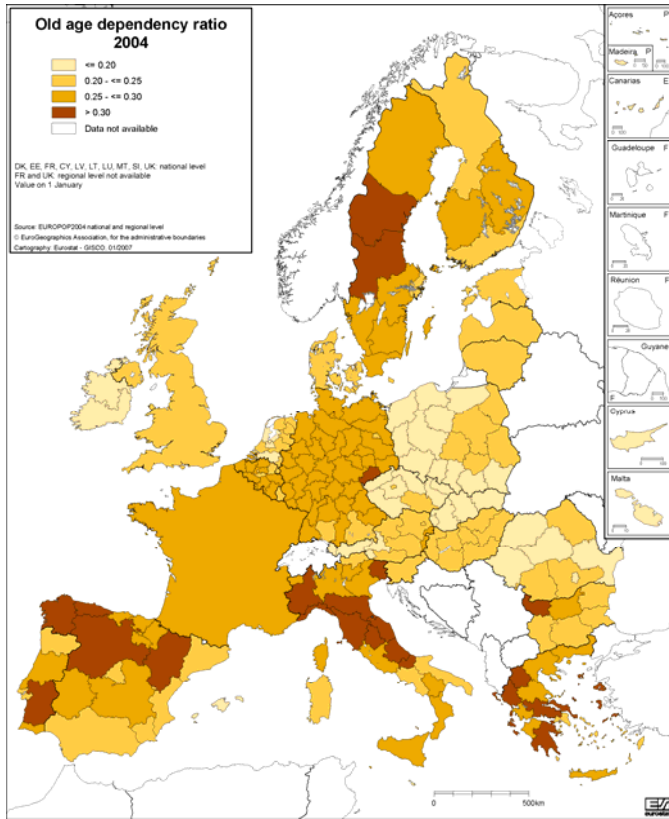 Old age dependency ratio
2004
<= 0.20
0.20 - <= 0.25
0.25 - <= 0.30
> 0.30
Data not available
DK, EE, FR, CY, LV, LT, LU, MT, SI, UK: national level
FR and UK: regional level not available
Value on 1 January
Source: EUROPOP2004 national and regional level
© EuroGeographics Association, for the administrative boundaries
Cartography: Eurostat - GISCO, 01/2007
Açores P
Madeira P
Canarias E
Guadeloupe F
Martinique F
Réunion F
Guyane
F
Cyprus
Malta
0 500km